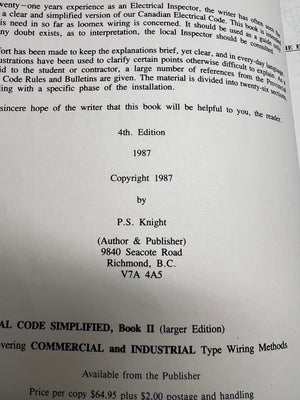 wenty—one years experience as an Electrical Inspector, the writer has often seen the
a clear and simplified version of our Canadian Electrical Code. This book is intended
is need in so far as loomex wiring is concerned. It should be used as a guide only.
ny doubt exists, as to interpretation, the local Inspector should be consulted.
fort has been made to keep the explanations brief, yet clear, and in every-day language.
ustrations have been used to clarify certain points otherwise difficult to explain. As a
id to the student or contractor, a large number of references from the Provincial
Code Rules and Bulletins are given. The material is divided into twenty-six sections,
ling with a specific phase of the installation.
sincere hope of the writer that this book will be helpful to you, the reader.
4th. Edition
1987
Copyright 1987
by
P.S. Knight
(Author & Publisher)
9840 Seacote Road
Richmond, B.C.
V7A 4A5
AL CODE SIMPLIFIED, Book II (larger Edition)
vering COMMERCIAL and INDUSTRIAL Type Wiring Methods
Available from the Publisher
Price per copy $64.95 plus $2.00 postage and handling